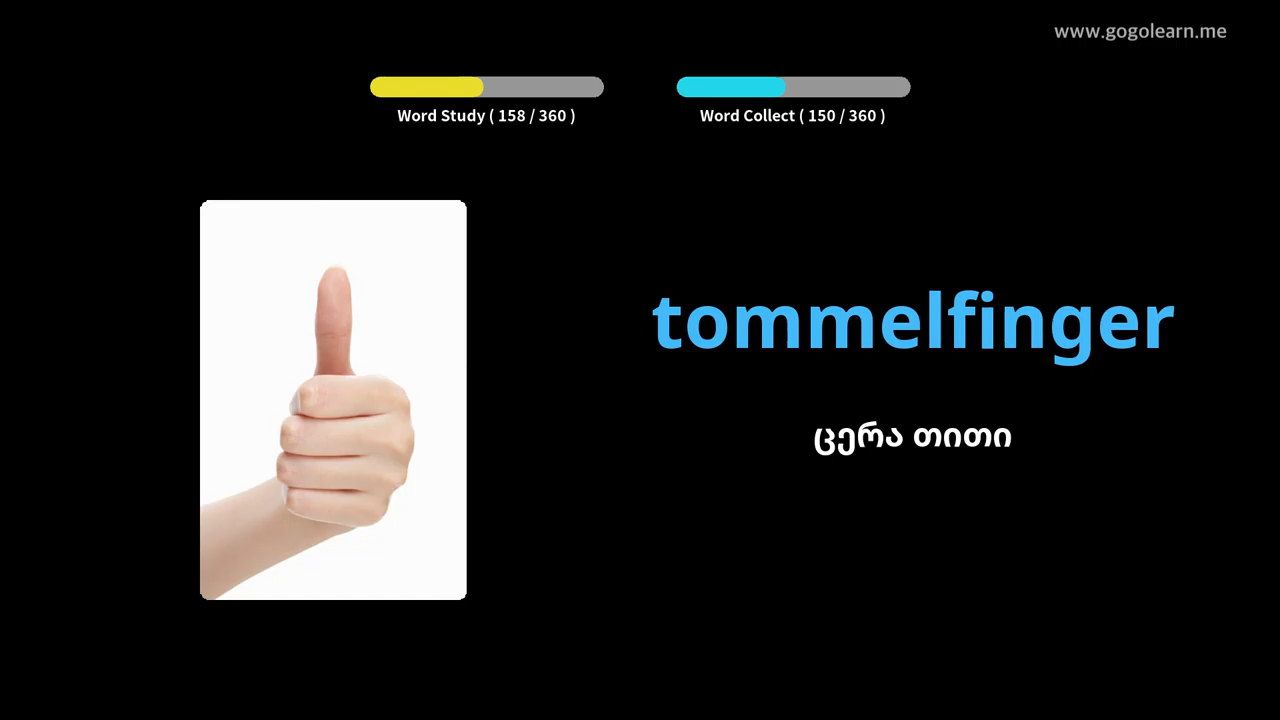 www.gogolearn.me
Word Study ( 158 / 360 )
Word Collect ( 150 / 360 )
tommelfinger
ცერა თითი